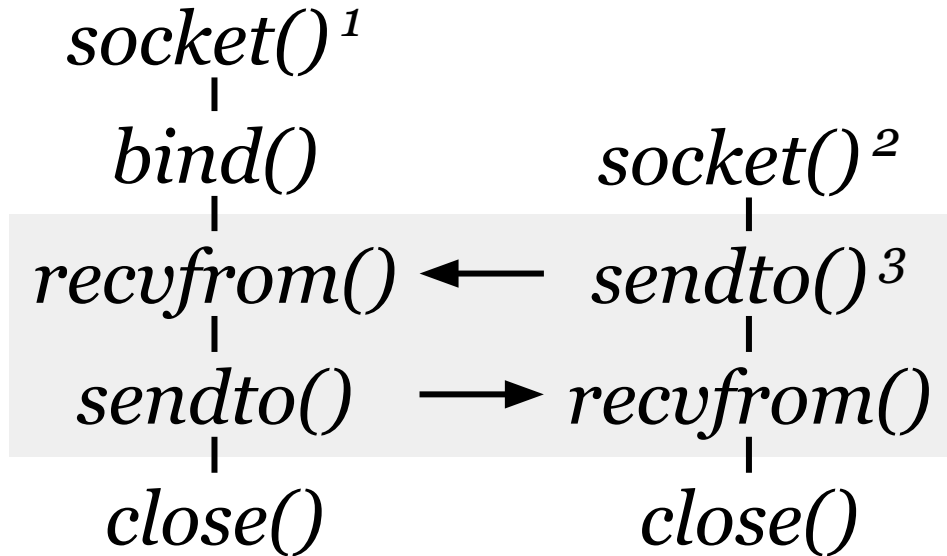 socket()¹
bind()
socket()²
recvfrom()
sendto()³
sendto()
recvfrom()
close()
close()